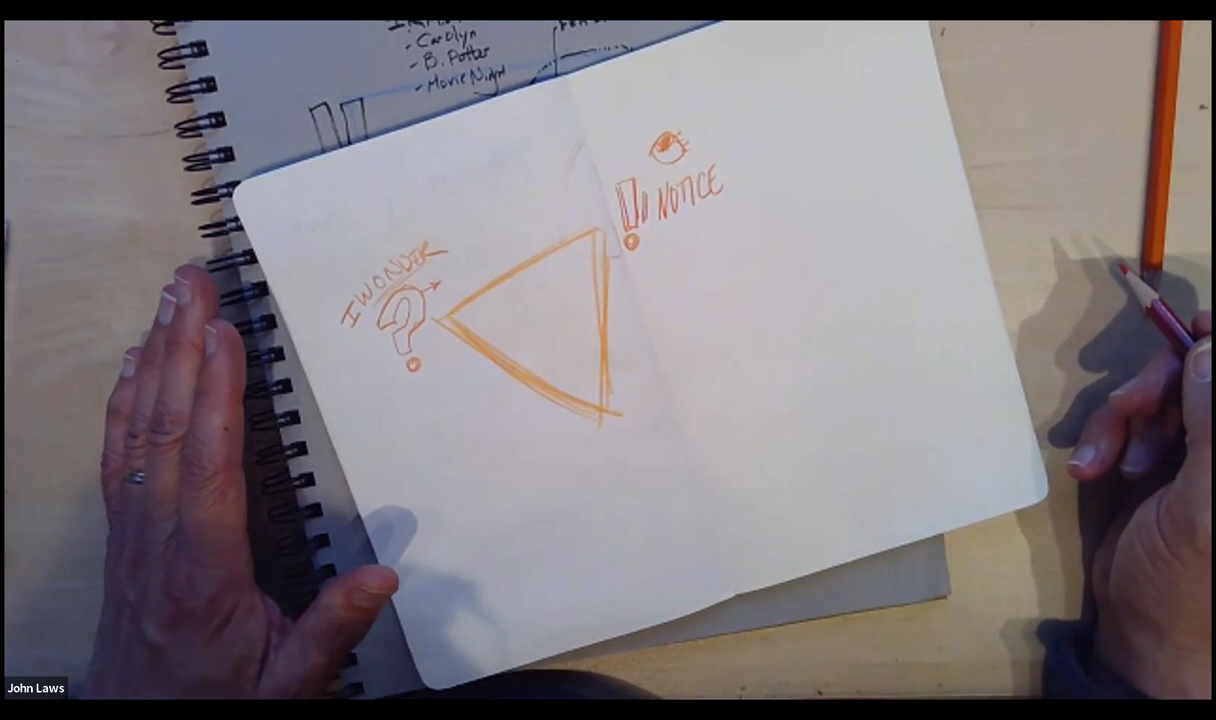 - Carolyn
- B. Potter
- Movie Night
I NOTICE
I WONDER
?
John Laws